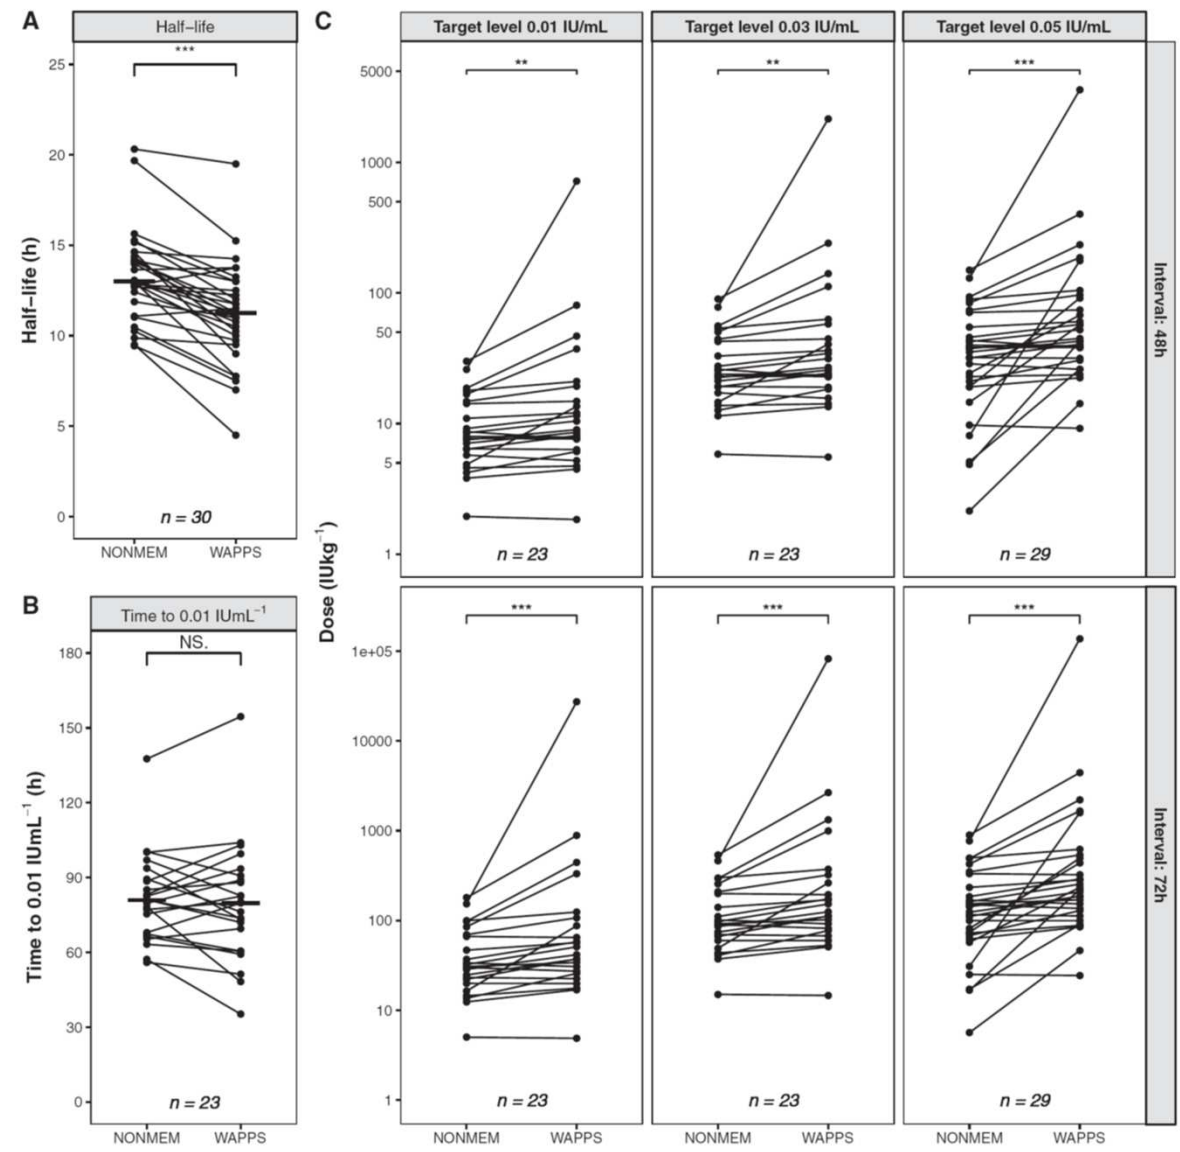 A
Half–life
***
Half–life (h)
25
20
15
10
5
0
n = 30
NONMEM WAPPS
B
Time to 0.01 IUmL⁻¹
NS.
Time to 0.01 IUmL⁻¹ (h)
180
150
120
90
60
30
0
n = 23
NONMEM WAPPS
C
Target level 0.01 IU/mL Target level 0.03 IU/mL Target level 0.05 IU/mL
** ** ***
Dose (IUkg⁻¹)
5000
1000
500
100
50
10
5
1
n = 23 n = 23 n = 29
Interval: 48h
*** *** ***
1e+05
10000
1000
100
10
1
n = 23 n = 23 n = 29
Interval: 72h
NONMEM WAPPS NONMEM WAPPS NONMEM WAPPS